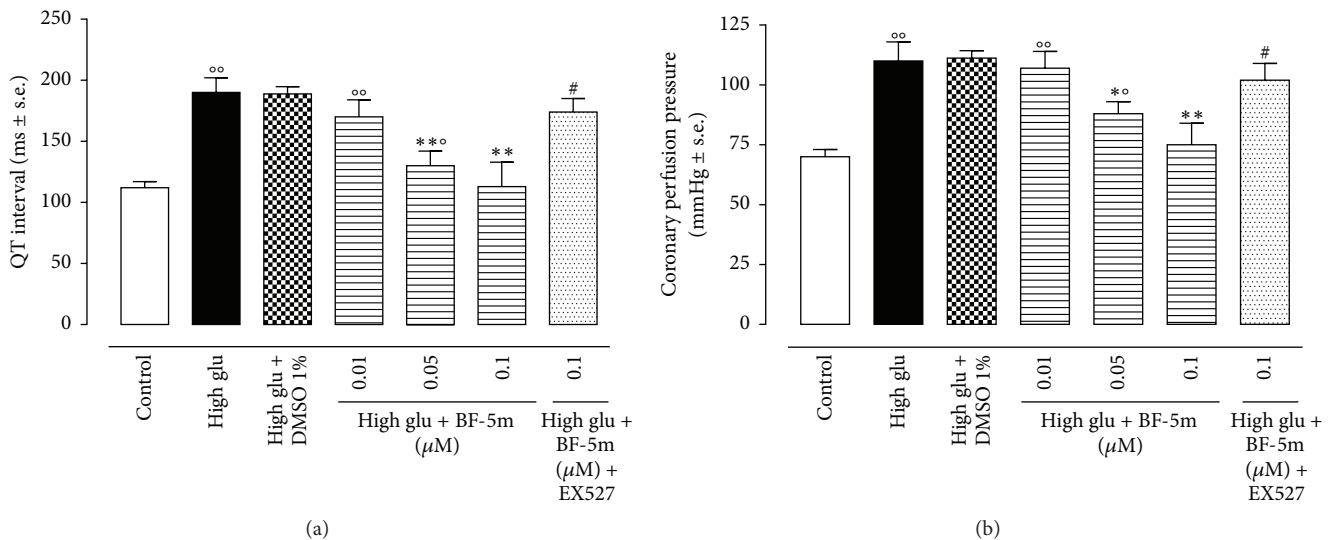 QT interval (ms ± s.e.)
250
200
150
100
50
0
°°
°°
**°
**
#
Control
High glu
High glu +
DMSO 1%
0.01
0.05
0.1
0.1
High glu + BF-5m
(μM)
High glu +
BF-5m
(μM) +
EX527
(a)
Coronary perfusion pressure
(mmHg ± s.e.)
125
100
75
50
25
0
°°
°°
*°
**
#
Control
High glu
High glu +
DMSO 1%
0.01
0.05
0.1
0.1
High glu + BF-5m
(μM)
High glu +
BF-5m
(μM) +
EX527
(b)